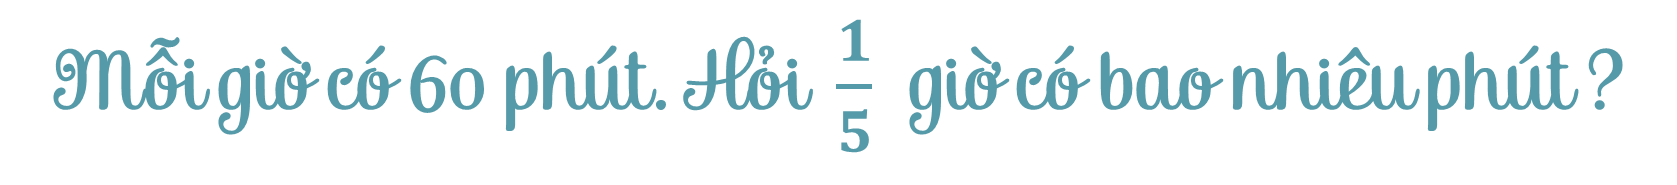 Mỗi giờ có 60 phút. Hỏi 1/5 giờ có bao nhiêu phút?